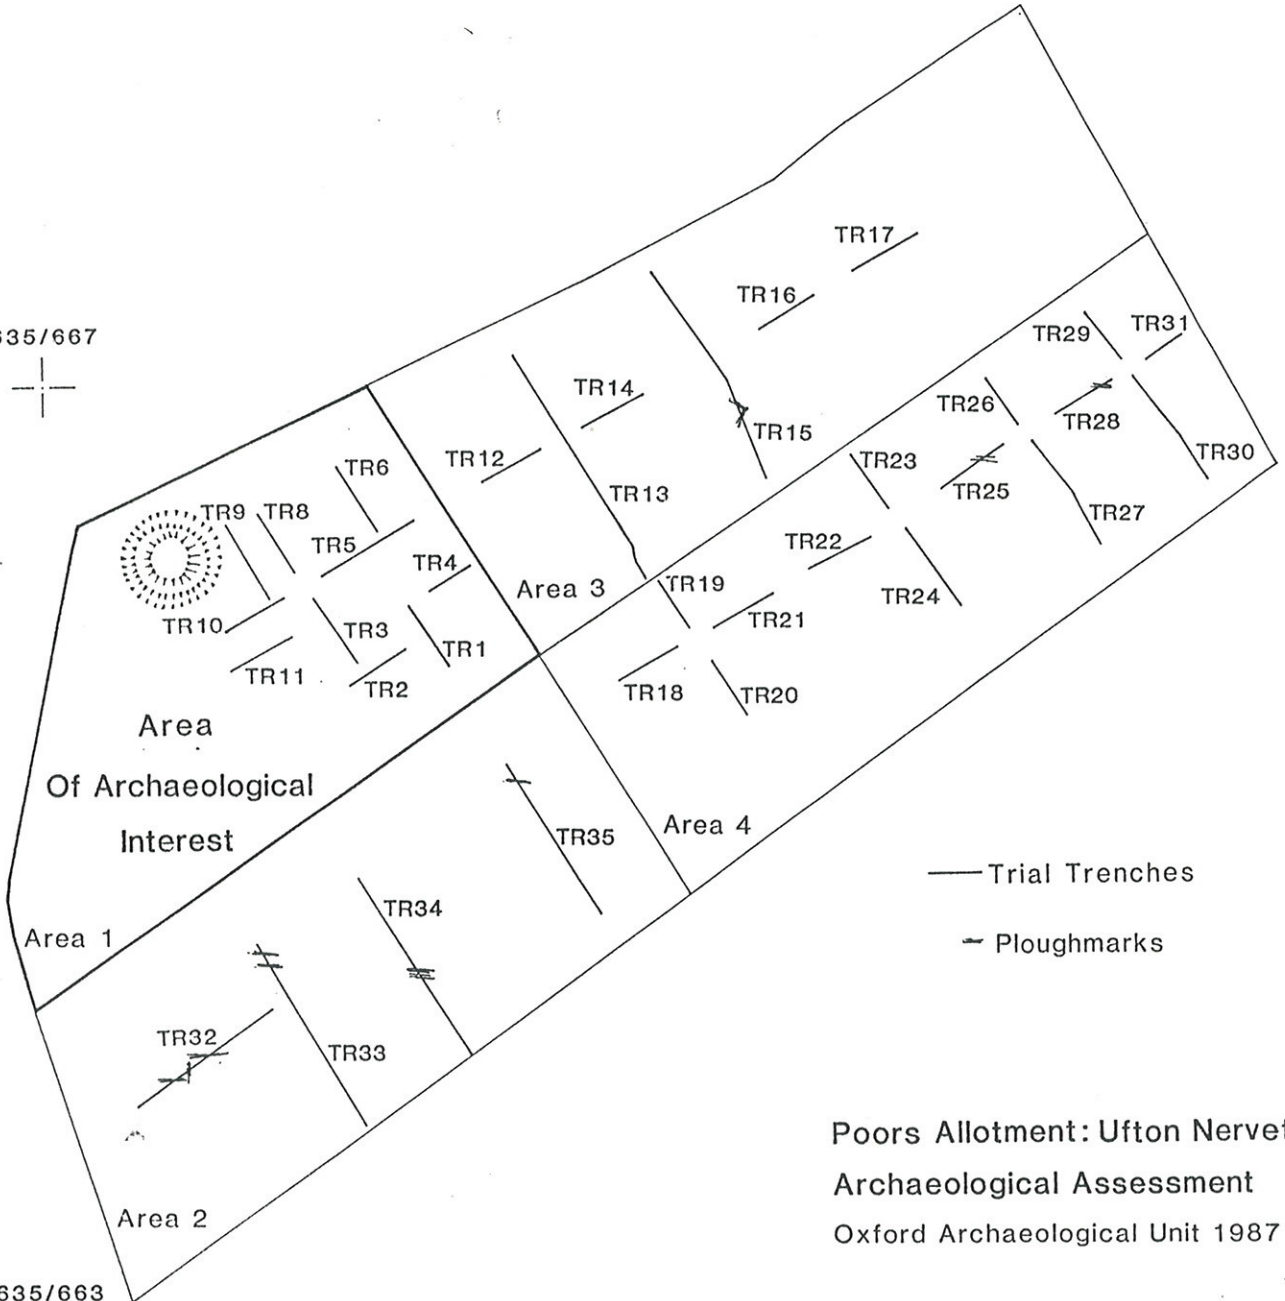 TR17
TR16
635/667
TR29
TR31
TR14
TR26
TR28
TR15
TR12
TR6
TR23
TR30
TR13
TR25
TR9
TR8
TR27
TR5
TR22
TR4
Area 3
TR19
TR24
TR21
TR10
TR3
TR1
TR11
TR2
TR18
TR20
Area
Of Archaeological
Interest
Area 4
TR35
Trial Trenches
TR34
Area 1
Ploughmarks
TR32
TR33
Poors Allotment: Ufton Nervet
Archaeological Assessment
Area 2
Oxford Archaeological Unit 1987
635/663